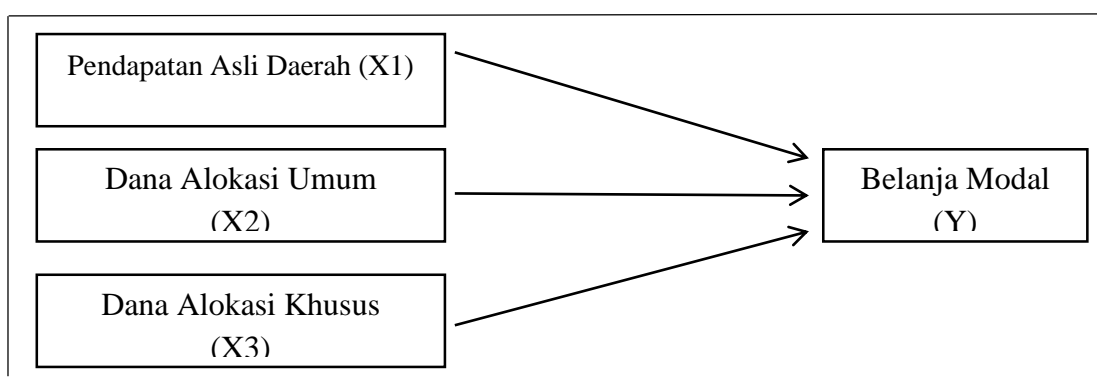 Pendapatan Asli Daerah (X1)
Dana Alokasi Umum
(X2)
Dana Alokasi Khusus
(X3)
Belanja Modal
(Y)